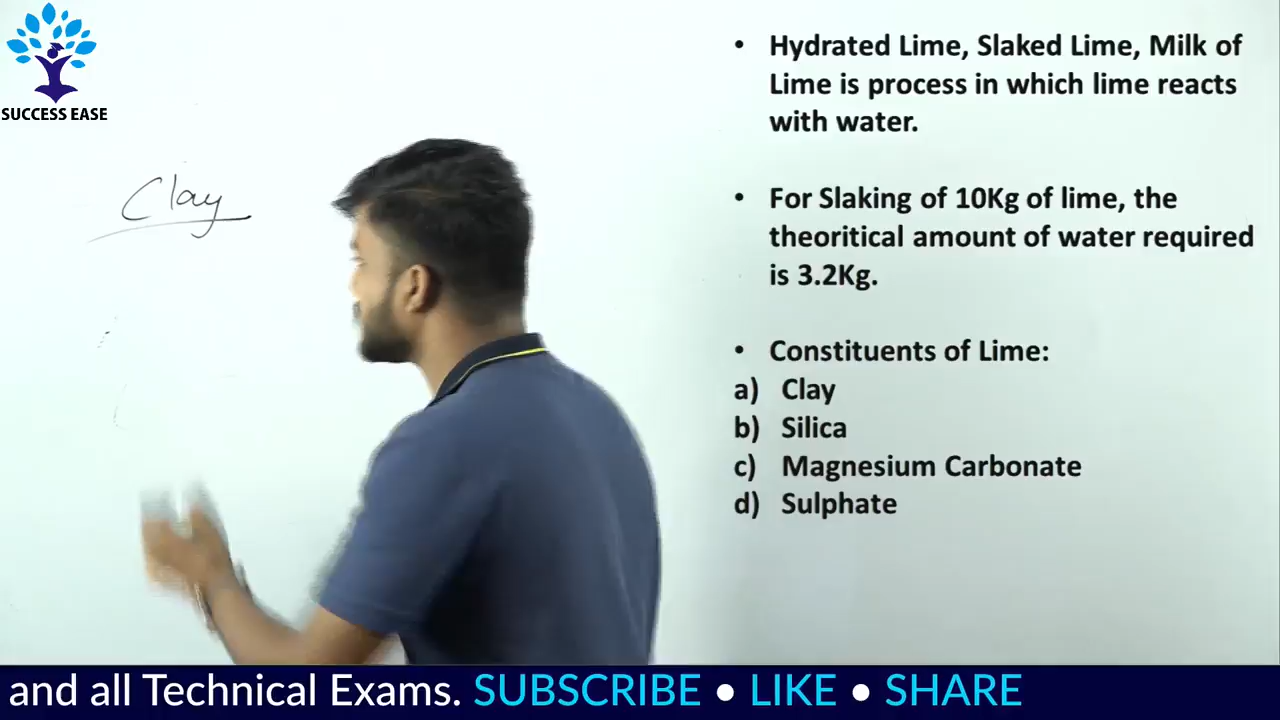 SUCCESS EASE
Clay
• Hydrated Lime, Slaked Lime, Milk of
Lime is process in which lime reacts
with water.
• For Slaking of 10Kg of lime, the
theoritical amount of water required
is 3.2Kg.
• Constituents of Lime:
a) Clay
b) Silica
c) Magnesium Carbonate
d) Sulphate
and all Technical Exams. SUBSCRIBE • LIKE • SHARE